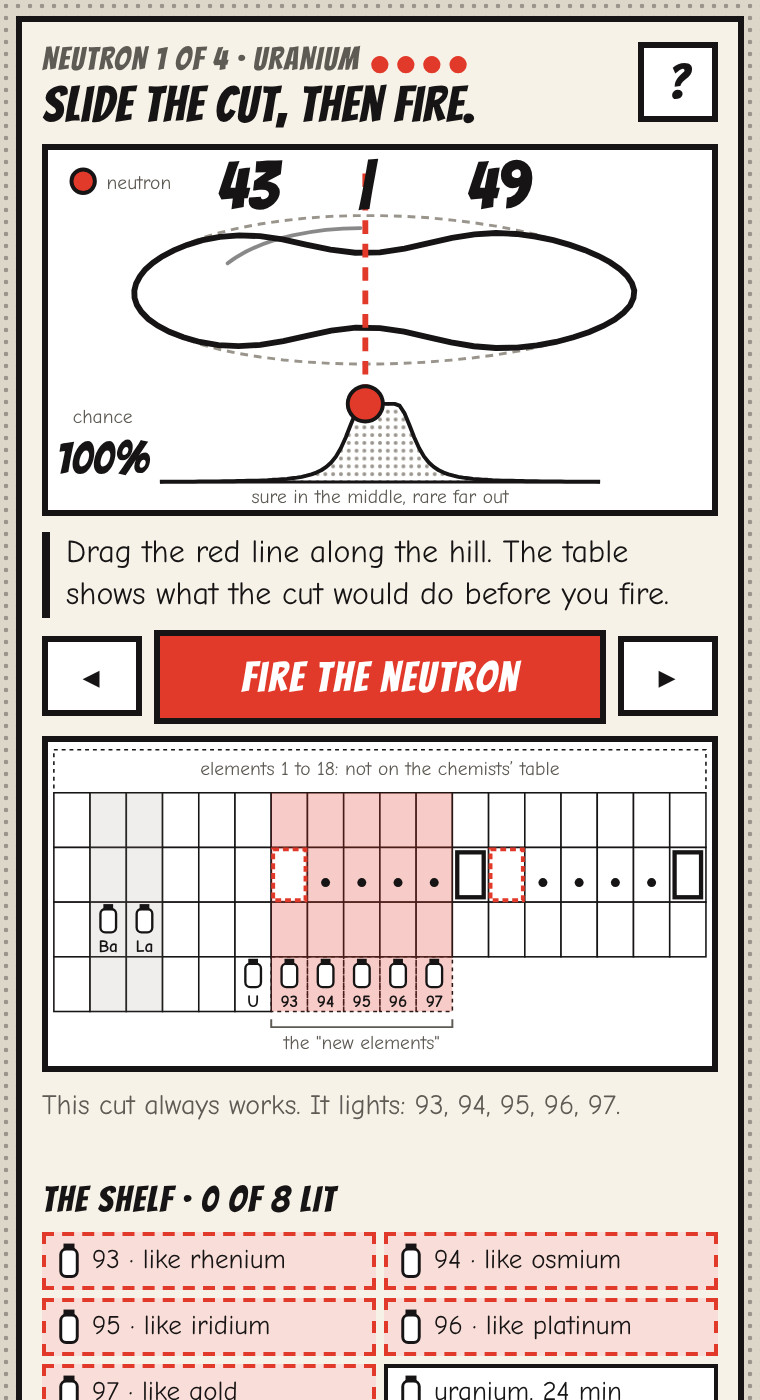 NEUTRON 1 OF 4 · URANIUM
SLIDE THE CUT, THEN FIRE.
?
neutron
43 / 49
chance
100%
sure in the middle, rare far out
Drag the red line along the hill. The table
shows what the cut would do before you fire.
◄ FIRE THE NEUTRON ►
elements 1 to 18: not on the chemists' table
Ba La
U 93 94 95 96 97
the "new elements"
This cut always works. It lights: 93, 94, 95, 96, 97.
THE SHELF · 0 OF 8 LIT
93 · like rhenium
94 · like osmium
95 · like iridium
96 · like platinum
97 · like gold
uranium, 24 min